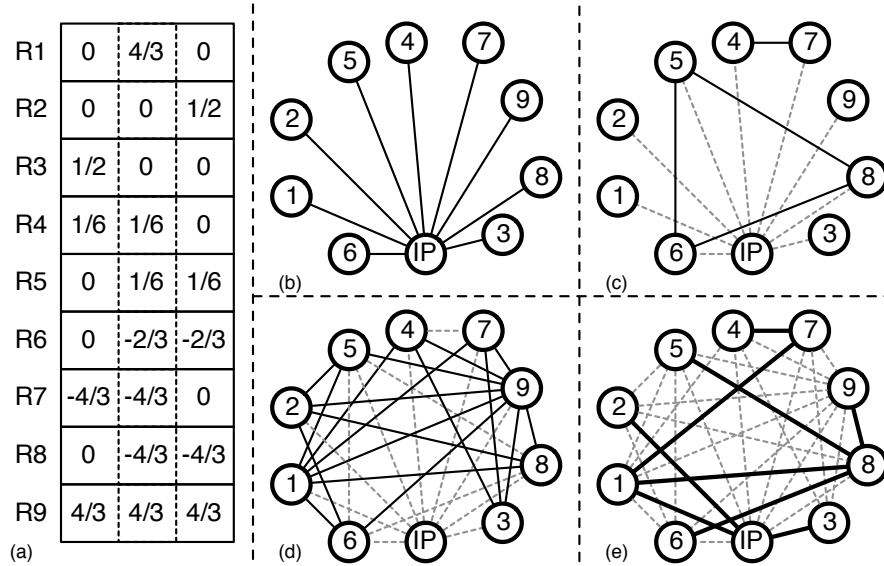 R1 0 4/3 0
R2 0 0 1/2
R3 1/2 0 0
R4 1/6 1/6 0
R5 0 1/6 1/6
R6 0 -2/3 -2/3
R7 -4/3 -4/3 0
R8 0 -4/3 -4/3
R9 4/3 4/3 4/3
(a)
4 7
5
9
2
8
1
3
6 IP
(b)
4 7
5
9
2
8
1
3
6 IP
(c)
4 7
5
9
2
8
1
3
6 IP
(d)
4 7
5
9
2
8
1
3
6 IP
(e)